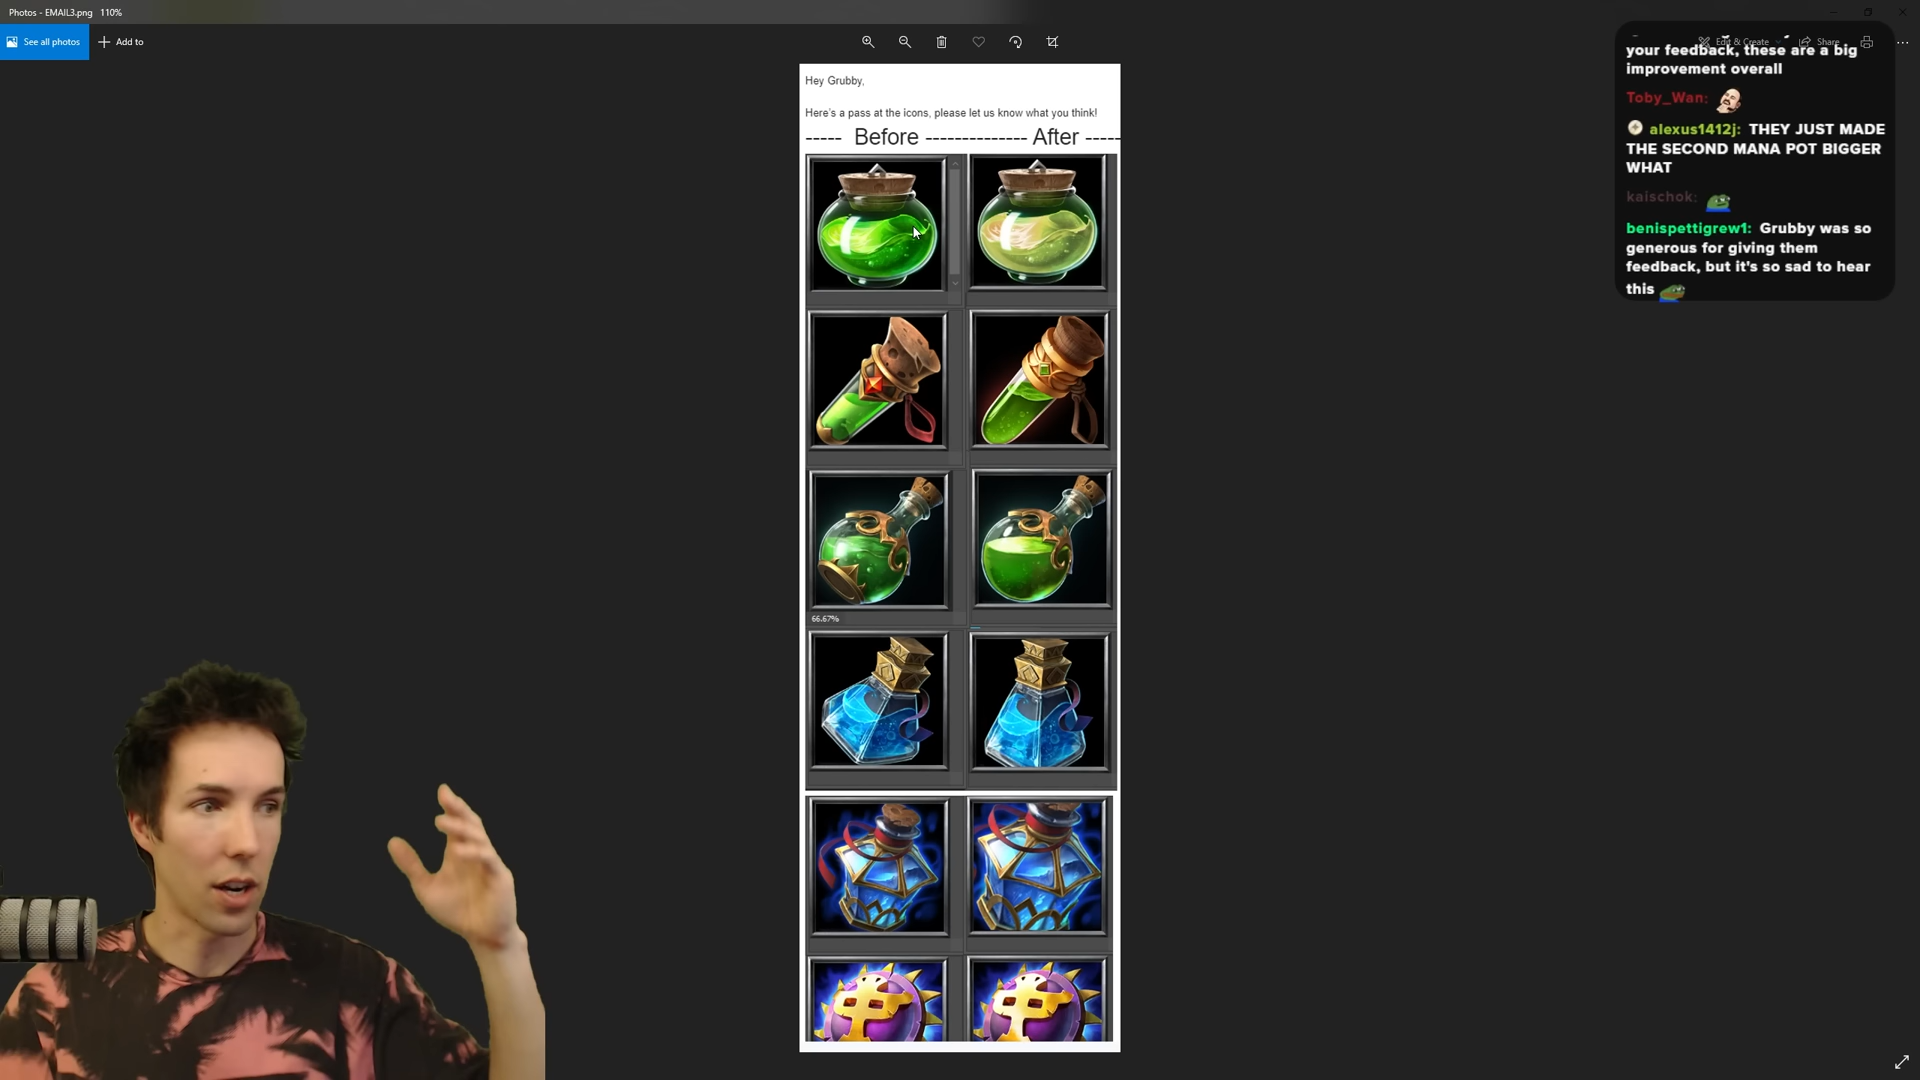 Photos - EMAIL3.png 110%
See all photos
Add to
Edit & Create
Share
Hey Grubby,
Here's a pass at the icons, please let us know what you think!
----- Before -------------- After -----
66.67%
your feedback, these are a big
improvement overall
Toby_Wan:
alexus1412j: THEY JUST MADE
THE SECOND MANA POT BIGGER
WHAT
kaischok:
benispettigrew1: Grubby was so
generous for giving them
feedback, but it's so sad to hear
this